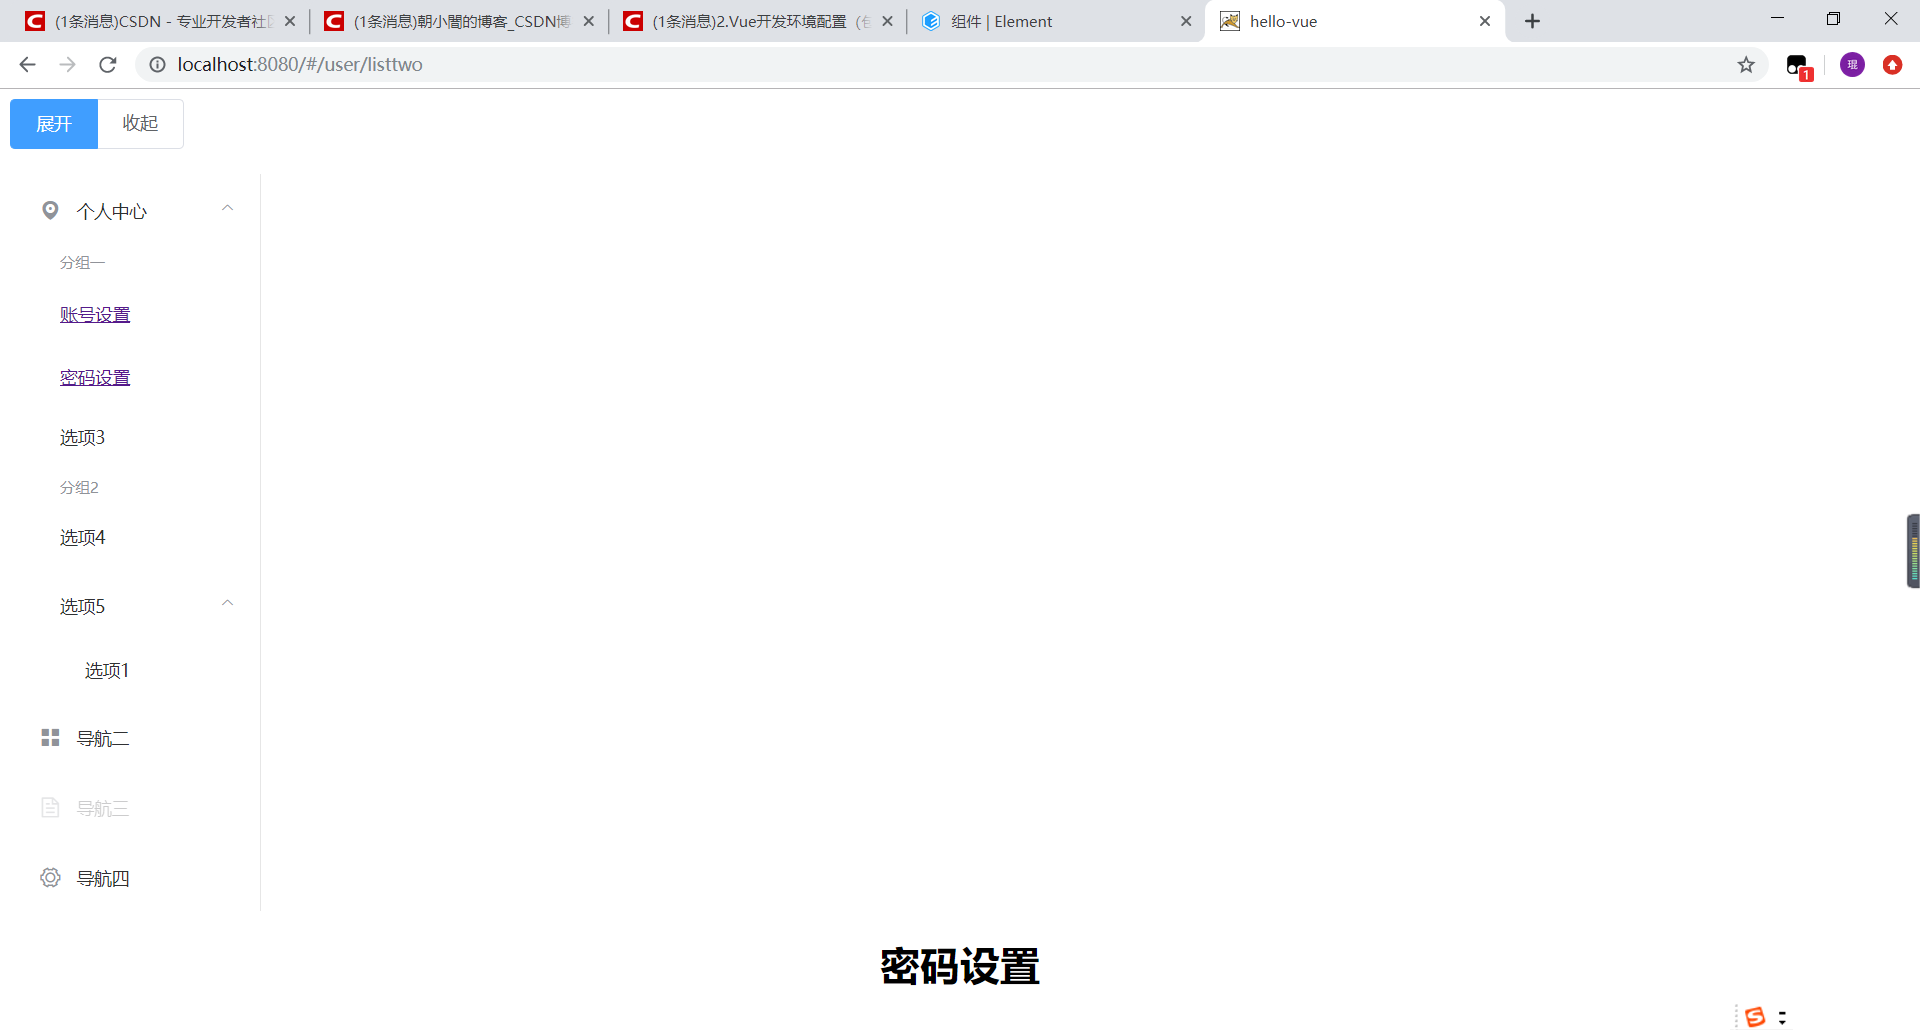 (1条消息)CSDN - 专业开发者社区
(1条消息)朝小闇的博客_CSDN博
(1条消息)2.Vue开发环境配置（包
组件 | Element
hello-vue
localhost:8080/#/user/listtwo
1
琨
展开
收起
个人中心
分组一
账号设置
密码设置
选项3
分组2
选项4
选项5
选项1
导航二
导航三
导航四
密码设置